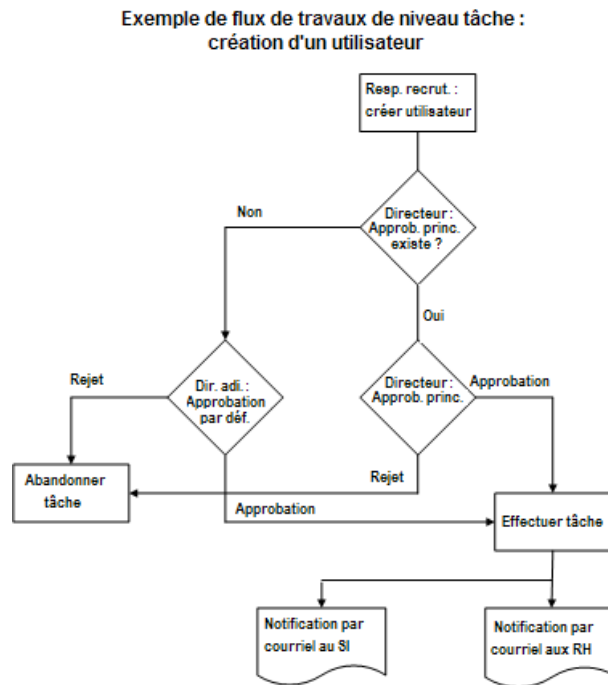 Exemple de flux de travaux de niveau tâche :
création d'un utilisateur
Resp. recrut. :
créer utilisateur
Non
Directeur :
Approb. princ.
existe ?
Oui
Rejet
Dir. adj. :
Approbation
par déf.
Directeur :
Approb. princ.
Approbation
Abandonner
tâche
Rejet
Approbation
Effectuer tâche
Notification par
courriel au SI
Notification par
courriel aux RH